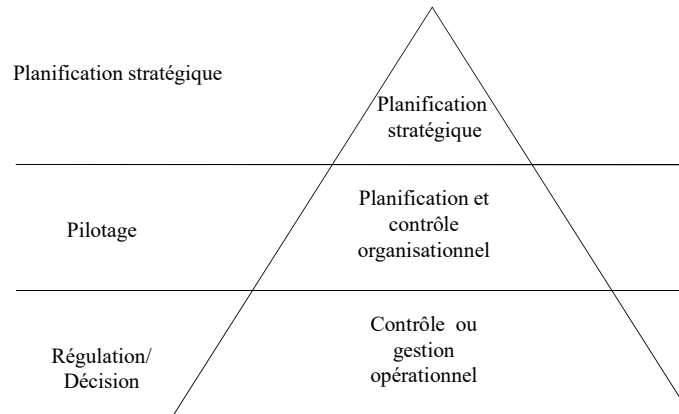 Planification stratégique
Planification
stratégique
Pilotage
Planification et
contrôle
organisationnel
Régulation/
Décision
Contrôle ou
gestion
opérationnel